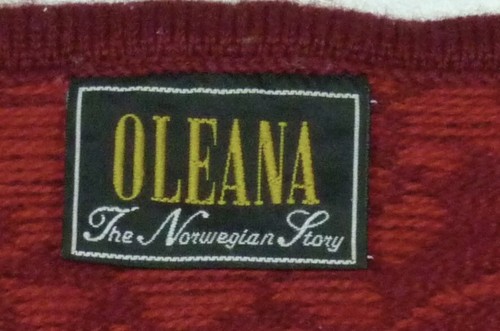 OLEANA
The Norwegian Story